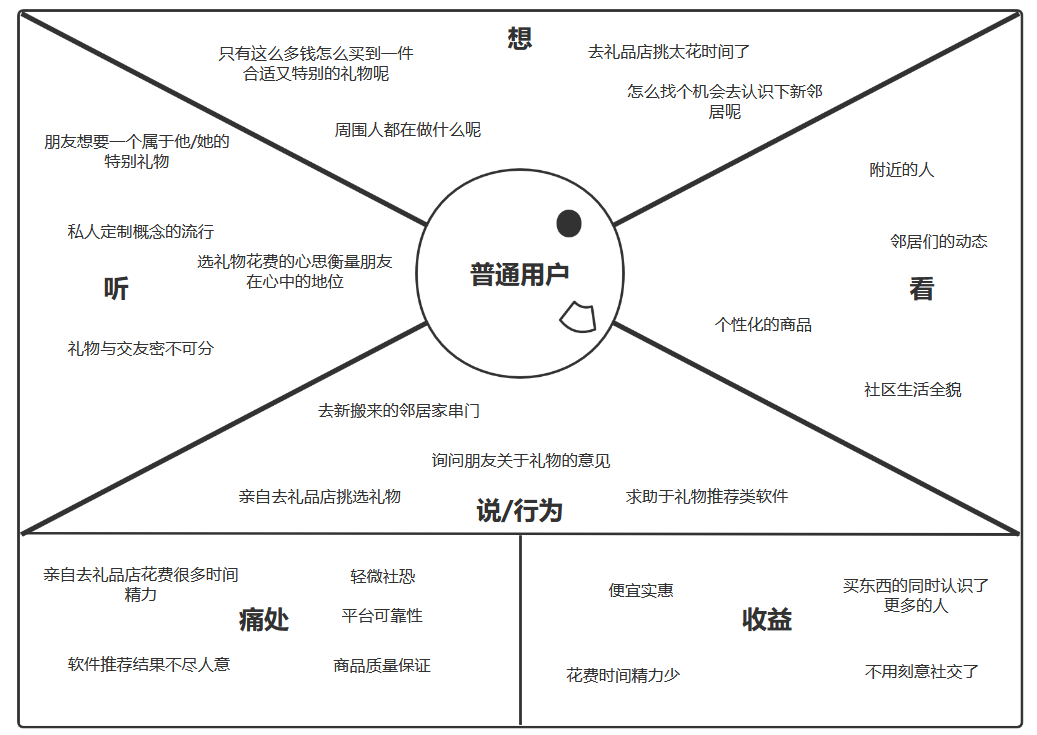 想
只有这么多钱怎么买到一件
合适又特别的礼物呢
去礼品店挑太花时间了
怎么找个机会去认识下新邻
居呢
周围人都在做什么呢
朋友想要一个属于他/她的
特别礼物
私人定制概念的流行
选礼物花费的心思衡量朋友
在心中的地位
听
礼物与交友密不可分
普通用户
附近的人
邻居们的动态
看
个性化的商品
社区生活全貌
去新搬来的邻居家串门
询问朋友关于礼物的意见
亲自去礼品店挑选礼物
说/行为
求助于礼物推荐类软件
亲自去礼品店花费很多时间
精力
轻微社恐
痛处
平台可靠性
软件推荐结果不尽人意
商品质量保证
便宜实惠
买东西的同时认识了
更多的人
收益
花费时间精力少
不用刻意社交了